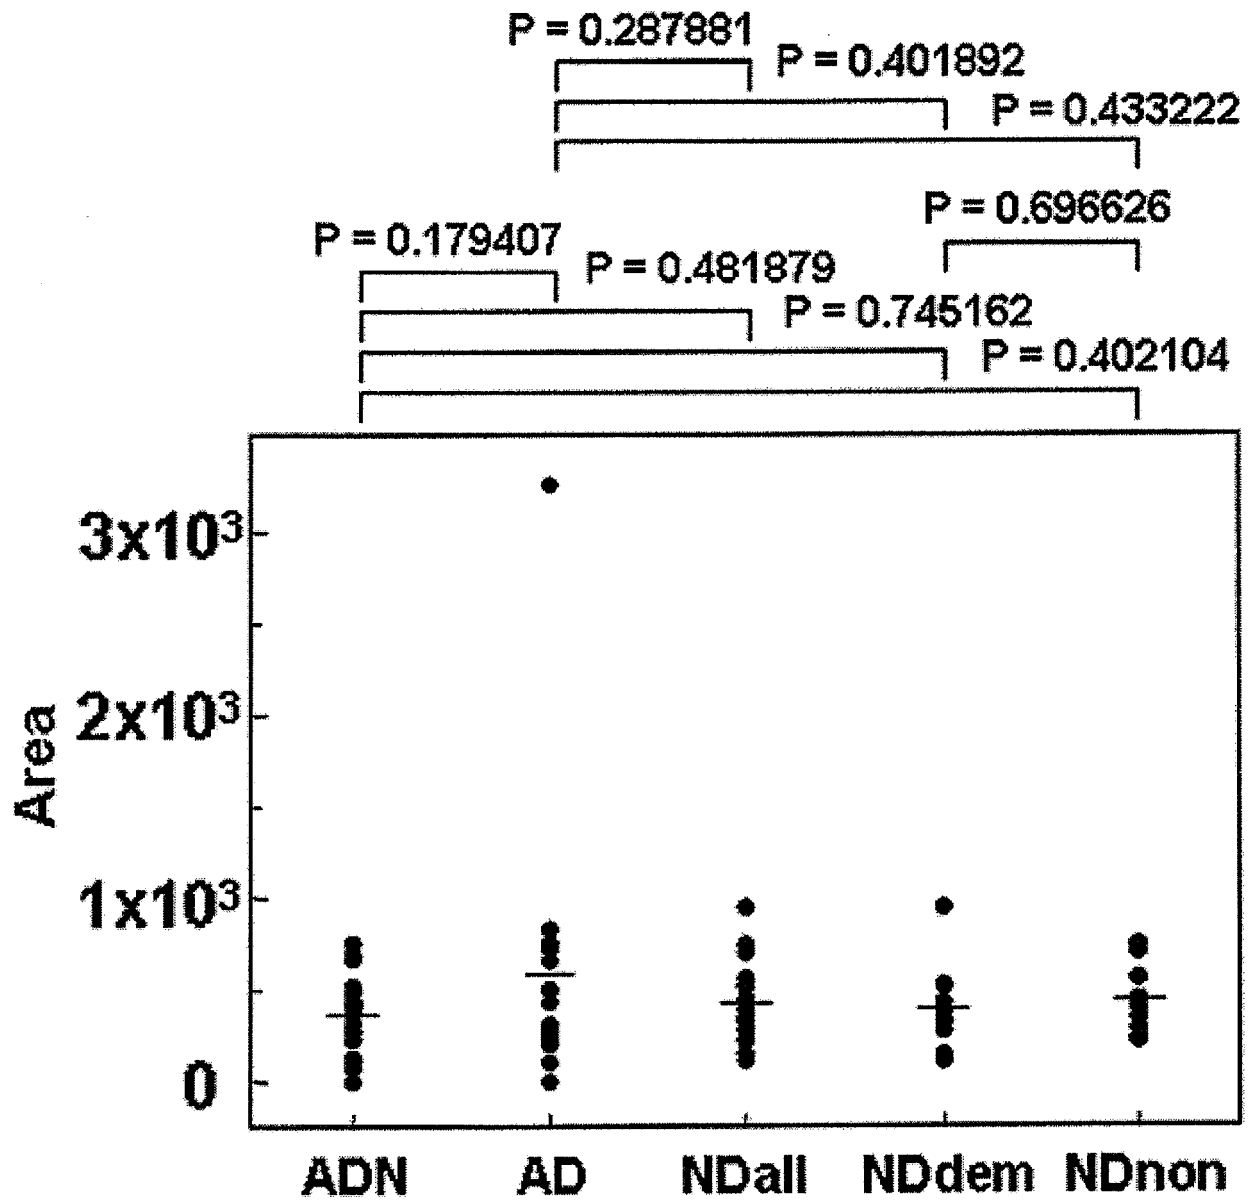 P = 0.287881
P = 0.401892
P = 0.433222
P = 0.696626
P = 0.179407
P = 0.481879
P = 0.745162
P = 0.402104
3x10³
2x10³
1x10³
0
Area
ADN AD NDall NDdem NDnon